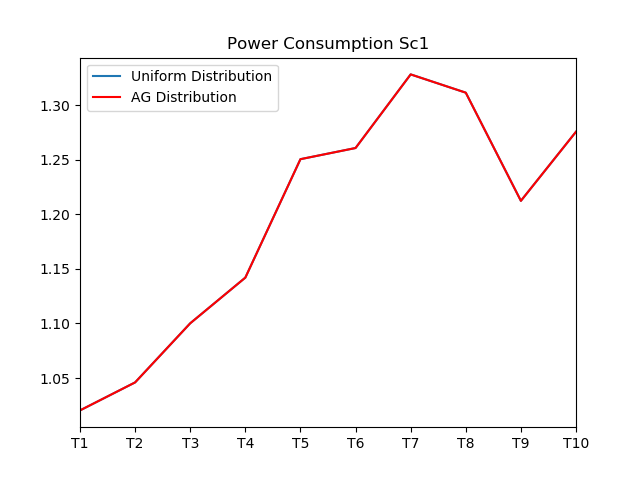 Power Consumption Sc1
Uniform Distribution
AG Distribution
1.30
1.25
1.20
1.15
1.10
1.05
T1 T2 T3 T4 T5 T6 T7 T8 T9 T10